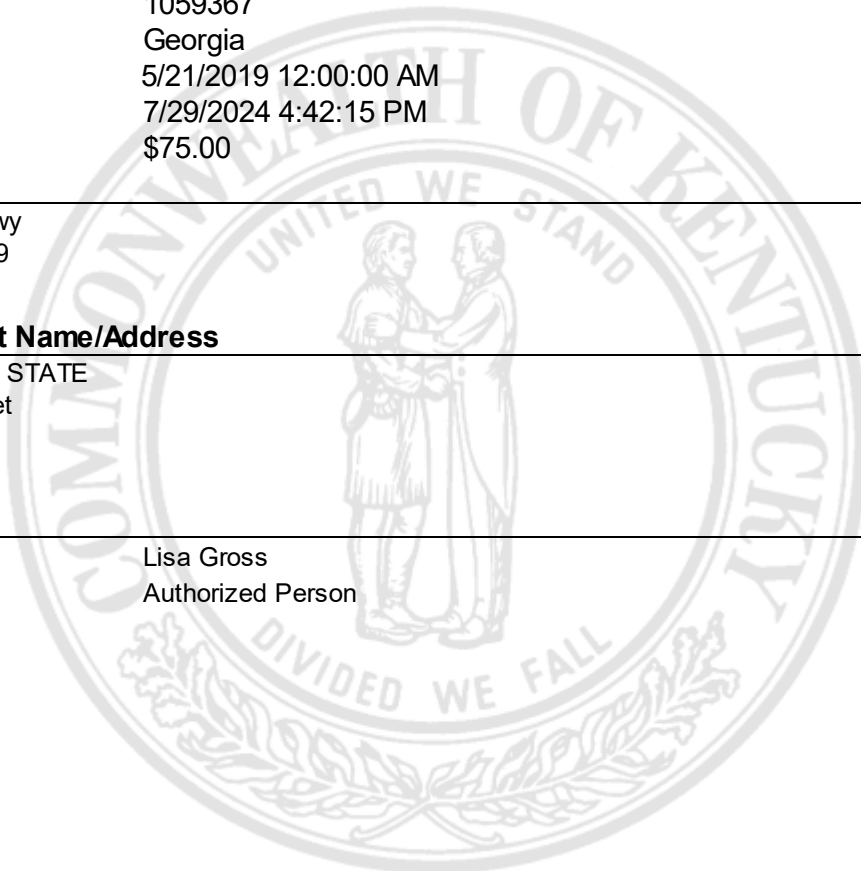 1059367
Georgia
5/21/2019 12:00:00 AM
7/29/2024 4:42:15 PM
$75.00
wy
9
t Name/Address
STATE
et
Lisa Gross
Authorized Person
COMMONWEALTH OF KENTUCKY
UNITED WE STAND
DIVIDED WE FALL